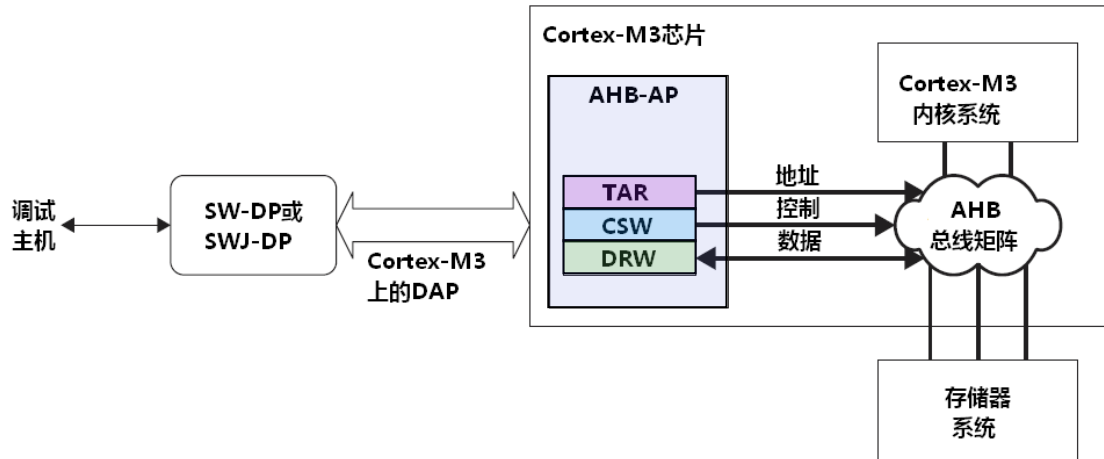 Cortex-M3芯片
Cortex-M3
内核系统
AHB-AP
TAR
CSW
DRW
地址
控制
数据
AHB
总线矩阵
调试
主机
SW-DP或
SWJ-DP
Cortex-M3
上的DAP
存储器
系统